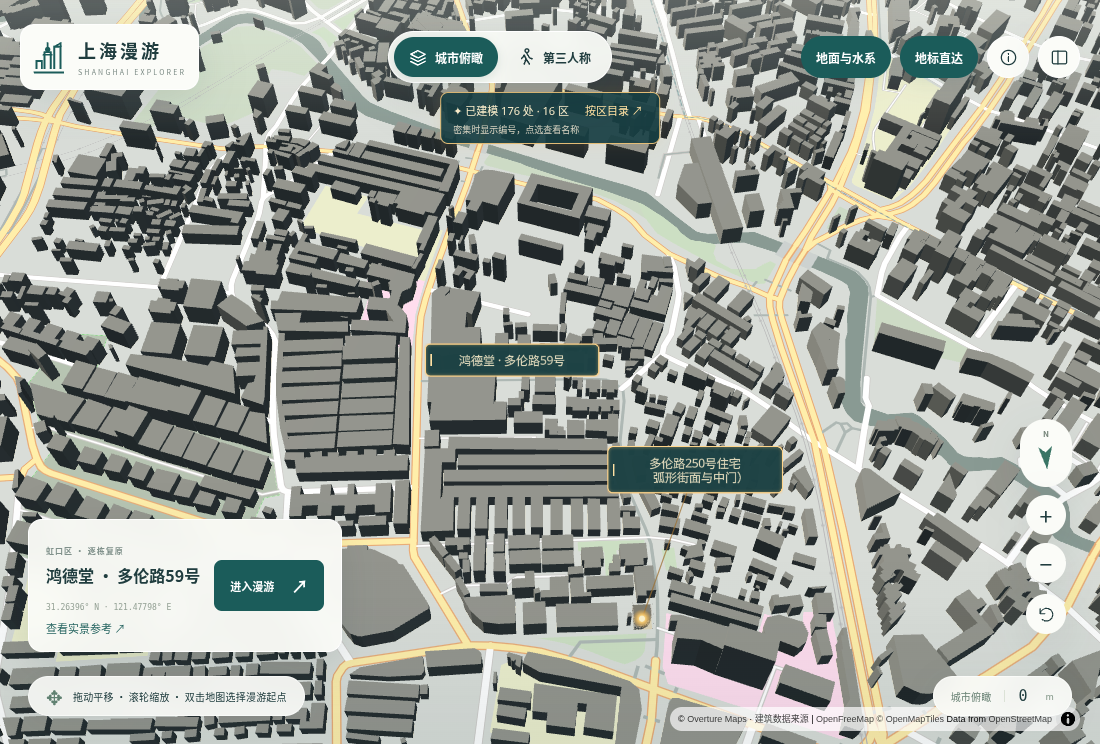 上海漫游
SHANGHAI EXPLORER
城市俯瞰
第三人称
地面与水系
地标直达
✦ 已建模 176 处 · 16 区 按区目录 ↗
密集时显示编号，点选查看名称
鸿德堂 · 多伦路59号
多伦路250号住宅
弧形街面与中门）
N
+
−
虹口区 · 逐栋复原
鸿德堂 · 多伦路59号
31.26396° N · 121.47798° E
查看实景参考 ↗
进入漫游 ↗
拖动平移 · 滚轮缩放 · 双击地图选择漫游起点
城市俯瞰 0 m
© Overture Maps · 建筑数据来源 | OpenFreeMap © OpenMapTiles Data from OpenStreetMap